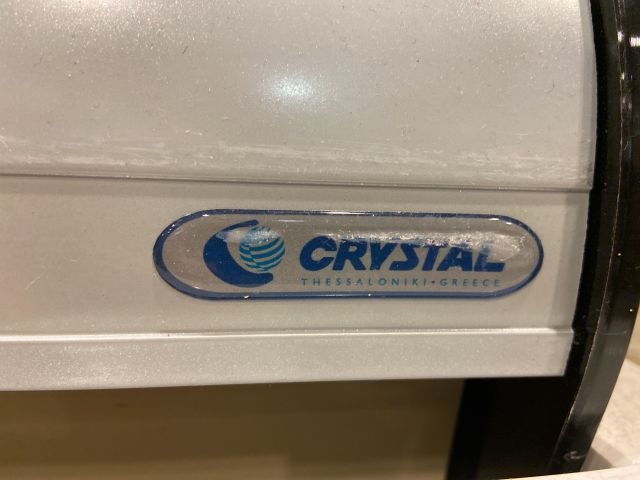 CRYSTAL
THESSALONIKI • GREECE